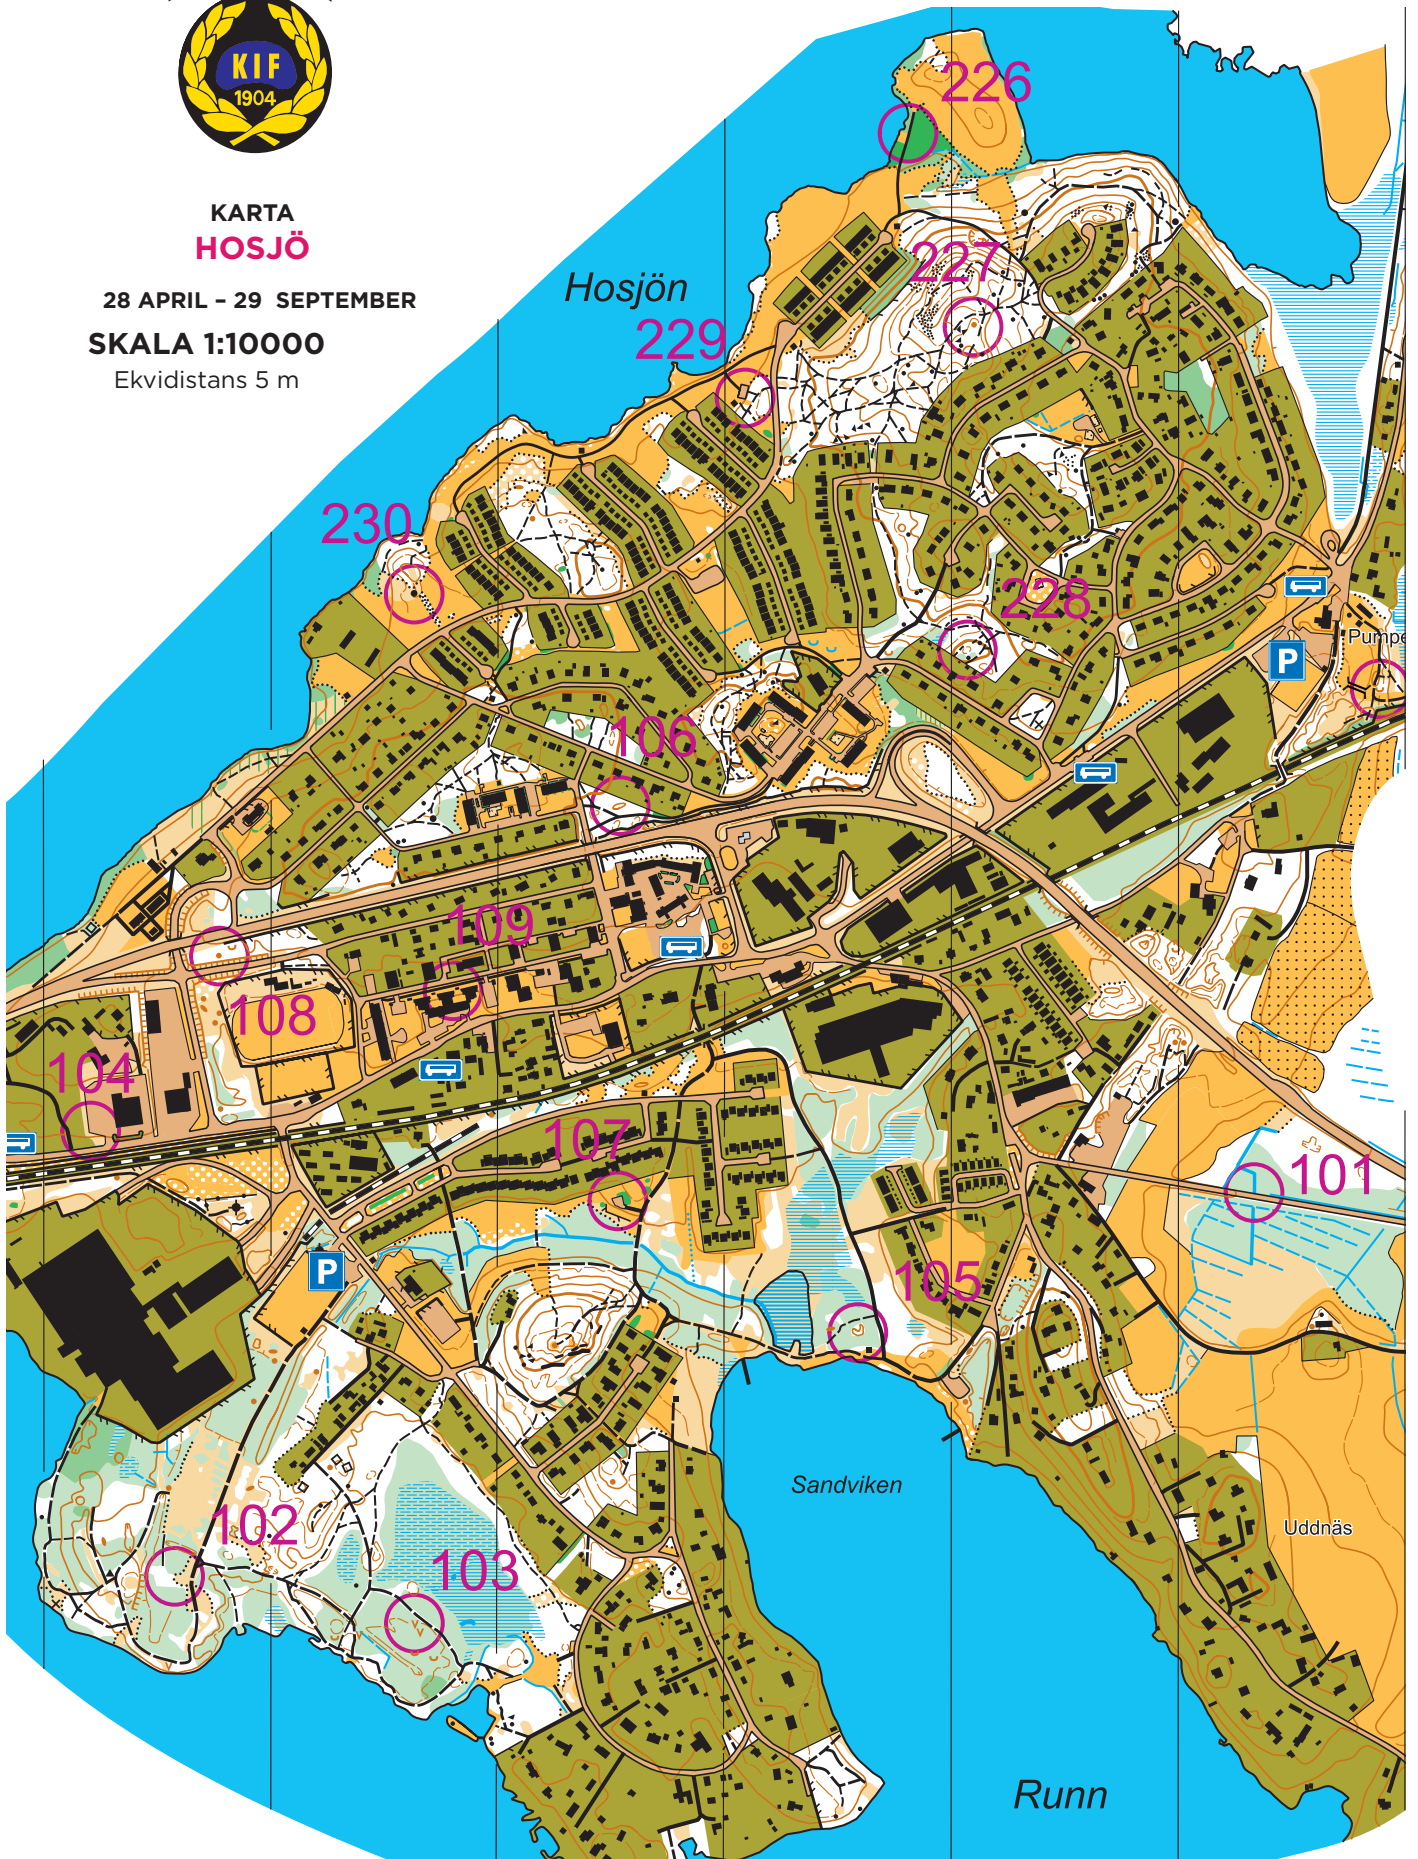 KIF
1904
KARTA
HOSJÖ
28 APRIL – 29 SEPTEMBER
SKALA 1:10000
Ekvidistans 5 m
226
Hosjön
227
229
230
228
Pumpe
P
106
109
108
104
107
101
P
105
Sandviken
102
Uddnäs
103
Runn